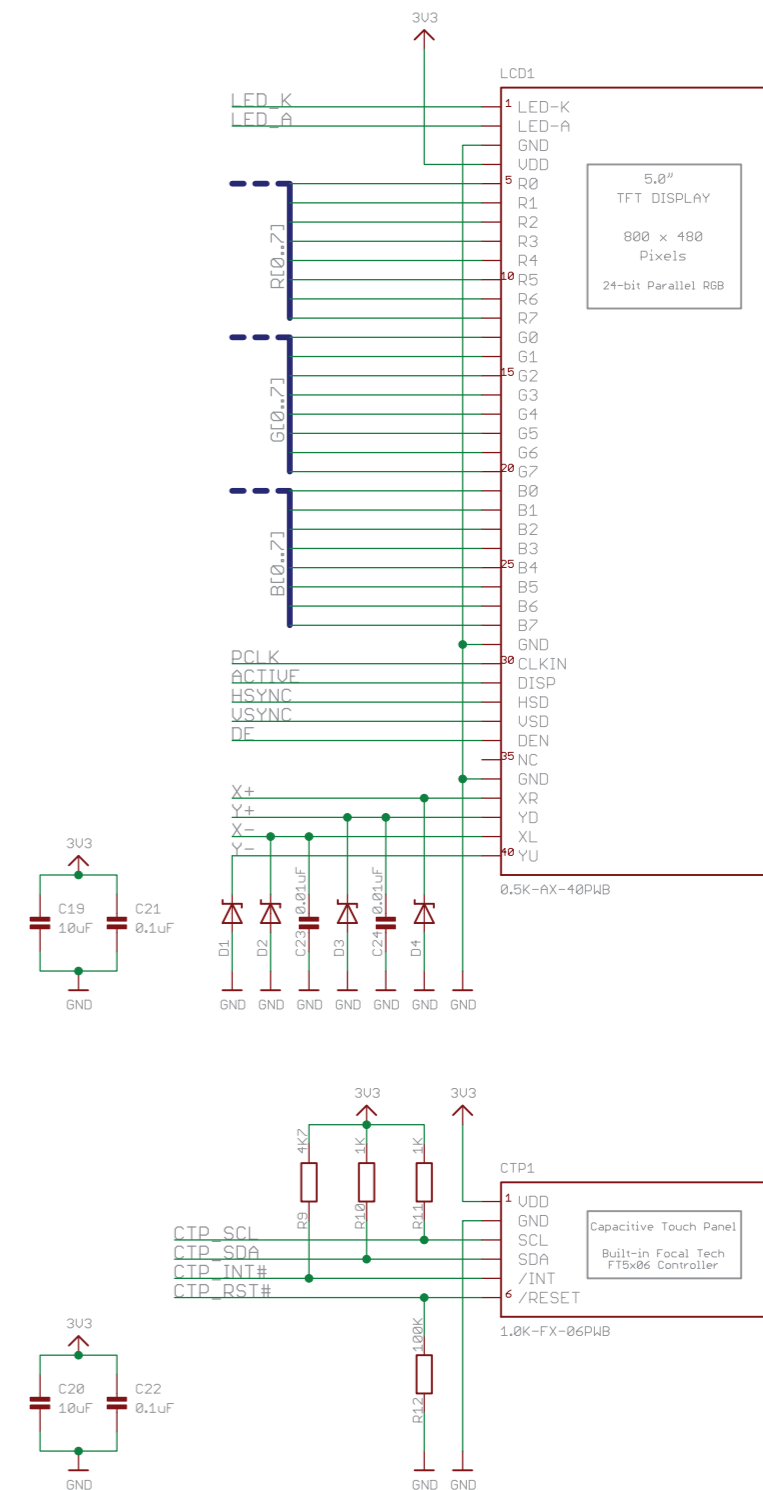 3V3
LCD1
LED_K
1 LED-K
LED_A
LED-A
GND
VDD
5 R0
R1
R2
R3
R4
10 R5
R6
R7
R[0..7]
5.0"
TFT DISPLAY
800 x 480
Pixels
24-bit Parallel RGB
G0
G1
15 G2
G3
G4
G5
G6
20 G7
G[0..7]
B0
B1
B2
B3
25 B4
B5
B6
B7
B[0..7]
GND
PCLK
30 CLKIN
ACTIVE
DISP
HSYNC
HSD
VSYNC
VSD
DE
DEN
35 NC
GND
X+
XR
Y+
YD
X-
XL
Y-
40 YU
0.5K-AX-40PWB
3V3
C19
10uF
C21
0.1uF
GND
D1
D2
C23
0.01uF
D3
C24
0.01uF
D4
GND
GND
GND
GND
GND
GND
GND
3V3
3V3
4K7
R9
1K
R10
1K
R11
CTP1
1 VDD
GND
CTP_SCL
SCL
CTP_SDA
SDA
CTP_INT#
/INT
CTP_RST#
6 /RESET
Capacitive Touch Panel
Built-in Focal Tech
FT5x06 Controller
1.0K-FX-06PWB
100K
R12
3V3
C20
10uF
C22
0.1uF
GND
GND
GND